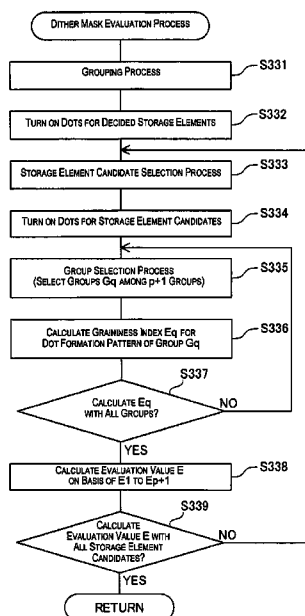 DITHER MASK EVALUATION PROCESS
S331
GROUPING PROCESS
S332
TURN ON DOTS FOR DECIDED STORAGE ELEMENTS
S333
STORAGE ELEMENT CANDIDATE SELECTION PROCESS
S334
TURN ON DOTS FOR STORAGE ELEMENT CANDIDATES
S335
GROUP SELECTION PROCESS
(SELECT GROUPS Gq AMONG p+1 GROUPS)
S336
CALCULATE GRAININESS INDEX Eq FOR
DOT FORMATION PATTERN OF GROUP Gq
S337
CALCULATE Eq
WITH ALL GROUPS?
NO
YES
S338
CALCULATE EVALUATION VALUE E
ON BASIS OF E1 TO Ep+1
S339
CALCULATE
EVALUATION VALUE E WITH
ALL STORAGE ELEMENT
CANDIDATES?
NO
YES
RETURN